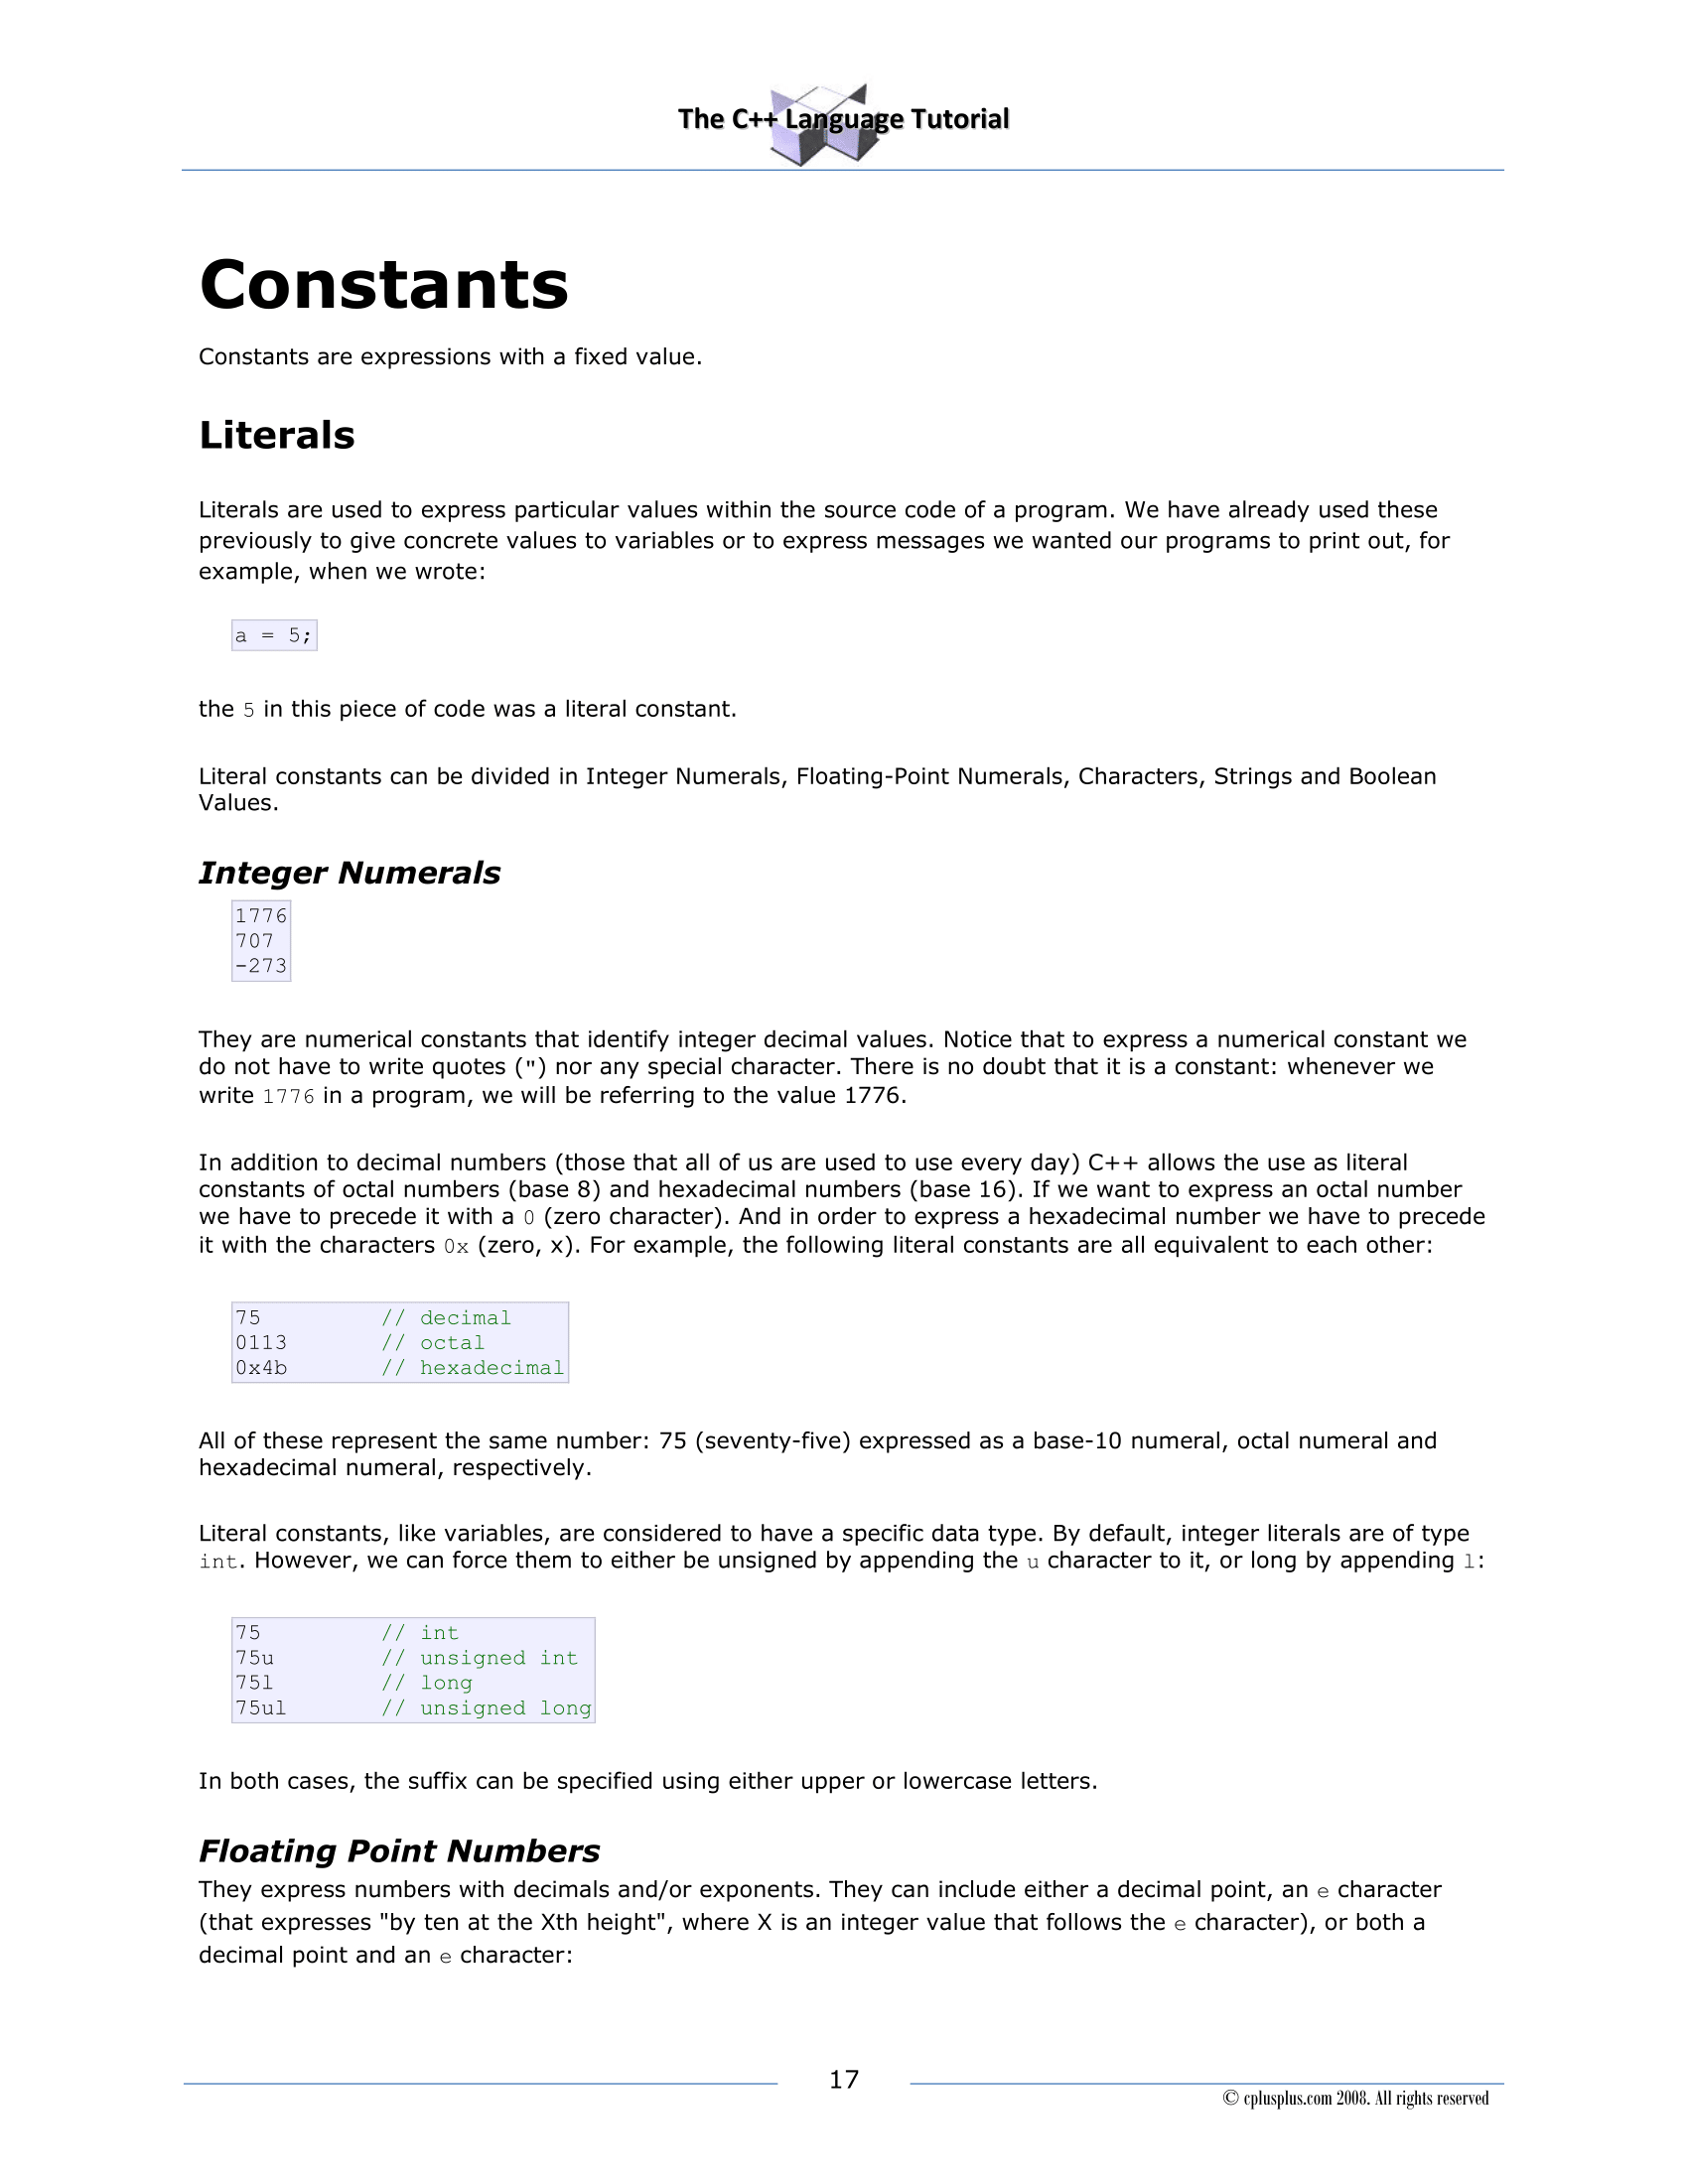 The C++ Language Tutorial
Constants
Constants are expressions with a fixed value.
Literals
Literals are used to express particular values within the source code of a program. We have already used these
previously to give concrete values to variables or to express messages we wanted our programs to print out, for
example, when we wrote:
a = 5;
the 5 in this piece of code was a literal constant.
Literal constants can be divided in Integer Numerals, Floating-Point Numerals, Characters, Strings and Boolean
Values.
Integer Numerals
1776
707
-273
They are numerical constants that identify integer decimal values. Notice that to express a numerical constant we
do not have to write quotes (") nor any special character. There is no doubt that it is a constant: whenever we
write 1776 in a program, we will be referring to the value 1776.
In addition to decimal numbers (those that all of us are used to use every day) C++ allows the use as literal
constants of octal numbers (base 8) and hexadecimal numbers (base 16). If we want to express an octal number
we have to precede it with a 0 (zero character). And in order to express a hexadecimal number we have to precede
it with the characters 0x (zero, x). For example, the following literal constants are all equivalent to each other:
75         // decimal
0113       // octal
0x4b       // hexadecimal
All of these represent the same number: 75 (seventy-five) expressed as a base-10 numeral, octal numeral and
hexadecimal numeral, respectively.
Literal constants, like variables, are considered to have a specific data type. By default, integer literals are of type
int. However, we can force them to either be unsigned by appending the u character to it, or long by appending l:
75         // int
75u        // unsigned int
75l        // long
75ul       // unsigned long
In both cases, the suffix can be specified using either upper or lowercase letters.
Floating Point Numbers
They express numbers with decimals and/or exponents. They can include either a decimal point, an e character
(that expresses "by ten at the Xth height", where X is an integer value that follows the e character), or both a
decimal point and an e character:
17
© cplusplus.com 2008. All rights reserved